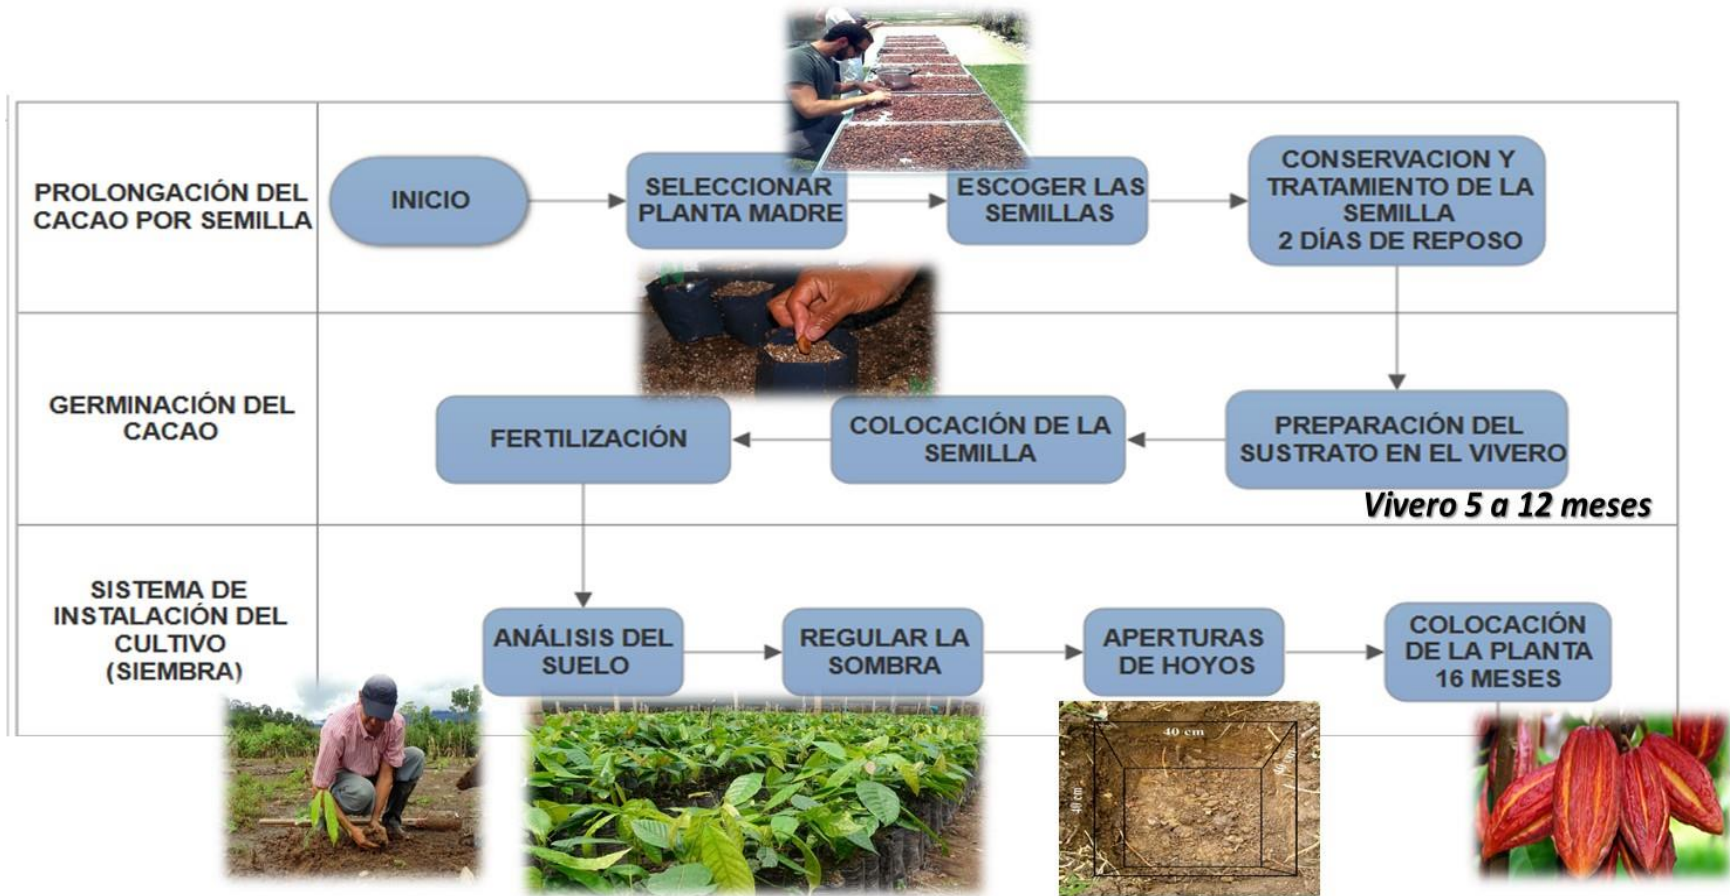 PROLONGACIÓN DEL
CACAO POR SEMILLA
INICIO
SELECCIONAR
PLANTA MADRE
ESCOGER LAS
SEMILLAS
CONSERVACION Y
TRATAMIENTO DE LA
SEMILLA
2 DÍAS DE REPOSO
GERMINACIÓN DEL
CACAO
FERTILIZACIÓN
COLOCACIÓN DE LA
SEMILLA
PREPARACIÓN DEL
SUSTRATO EN EL VIVERO
Vivero 5 a 12 meses
SISTEMA DE
INSTALACIÓN DEL
CULTIVO
(SIEMBRA)
ANÁLISIS DEL
SUELO
REGULAR LA
SOMBRA
APERTURAS
DE HOYOS
COLOCACIÓN
DE LA PLANTA
16 MESES
40 cm
40 cm
40 cm